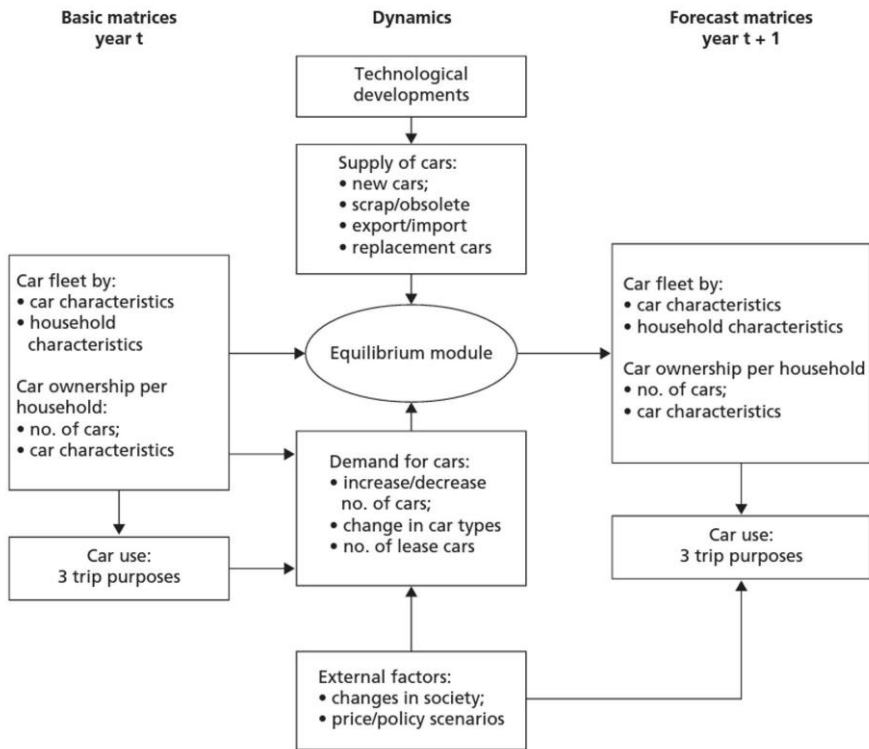 Basic matrices
year t
Dynamics
Forecast matrices
year t + 1
Technological
developments
Supply of cars:
• new cars;
• scrap/obsolete
• export/import
• replacement cars
Car fleet by:
• car characteristics
• household
characteristics
Car ownership per
household:
• no. of cars;
• car characteristics
Equilibrium module
Car fleet by:
• car characteristics
• household characteristics
Car ownership per household
• no. of cars;
• car characteristics
Demand for cars:
• increase/decrease
no. of cars;
• change in car types
• no. of lease cars
Car use:
3 trip purposes
Car use:
3 trip purposes
External factors:
• changes in society;
• price/policy scenarios